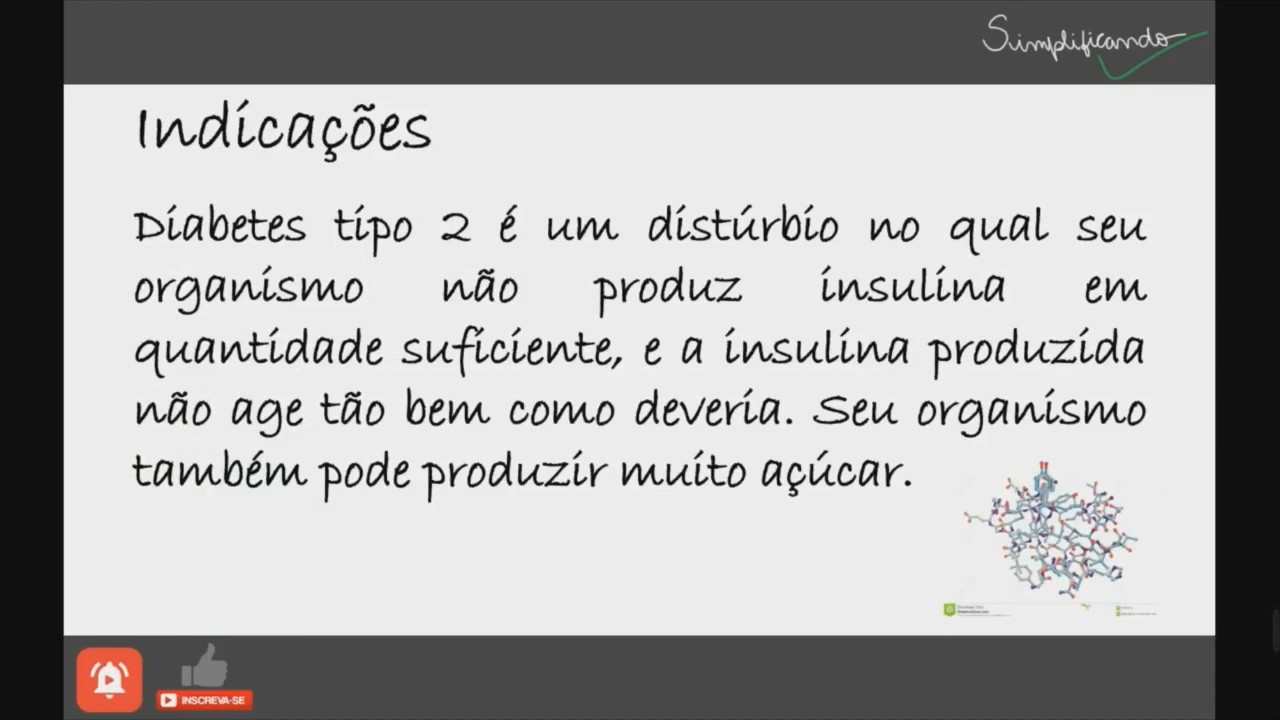 Simplificando
Indicações
Diabetes tipo 2 é um distúrbio no qual seu
organismo não produz insulina em
quantidade suficiente, e a insulina produzida
não age tão bem como deveria. Seu organismo
também pode produzir muito açúcar.
INSCREVA-SE